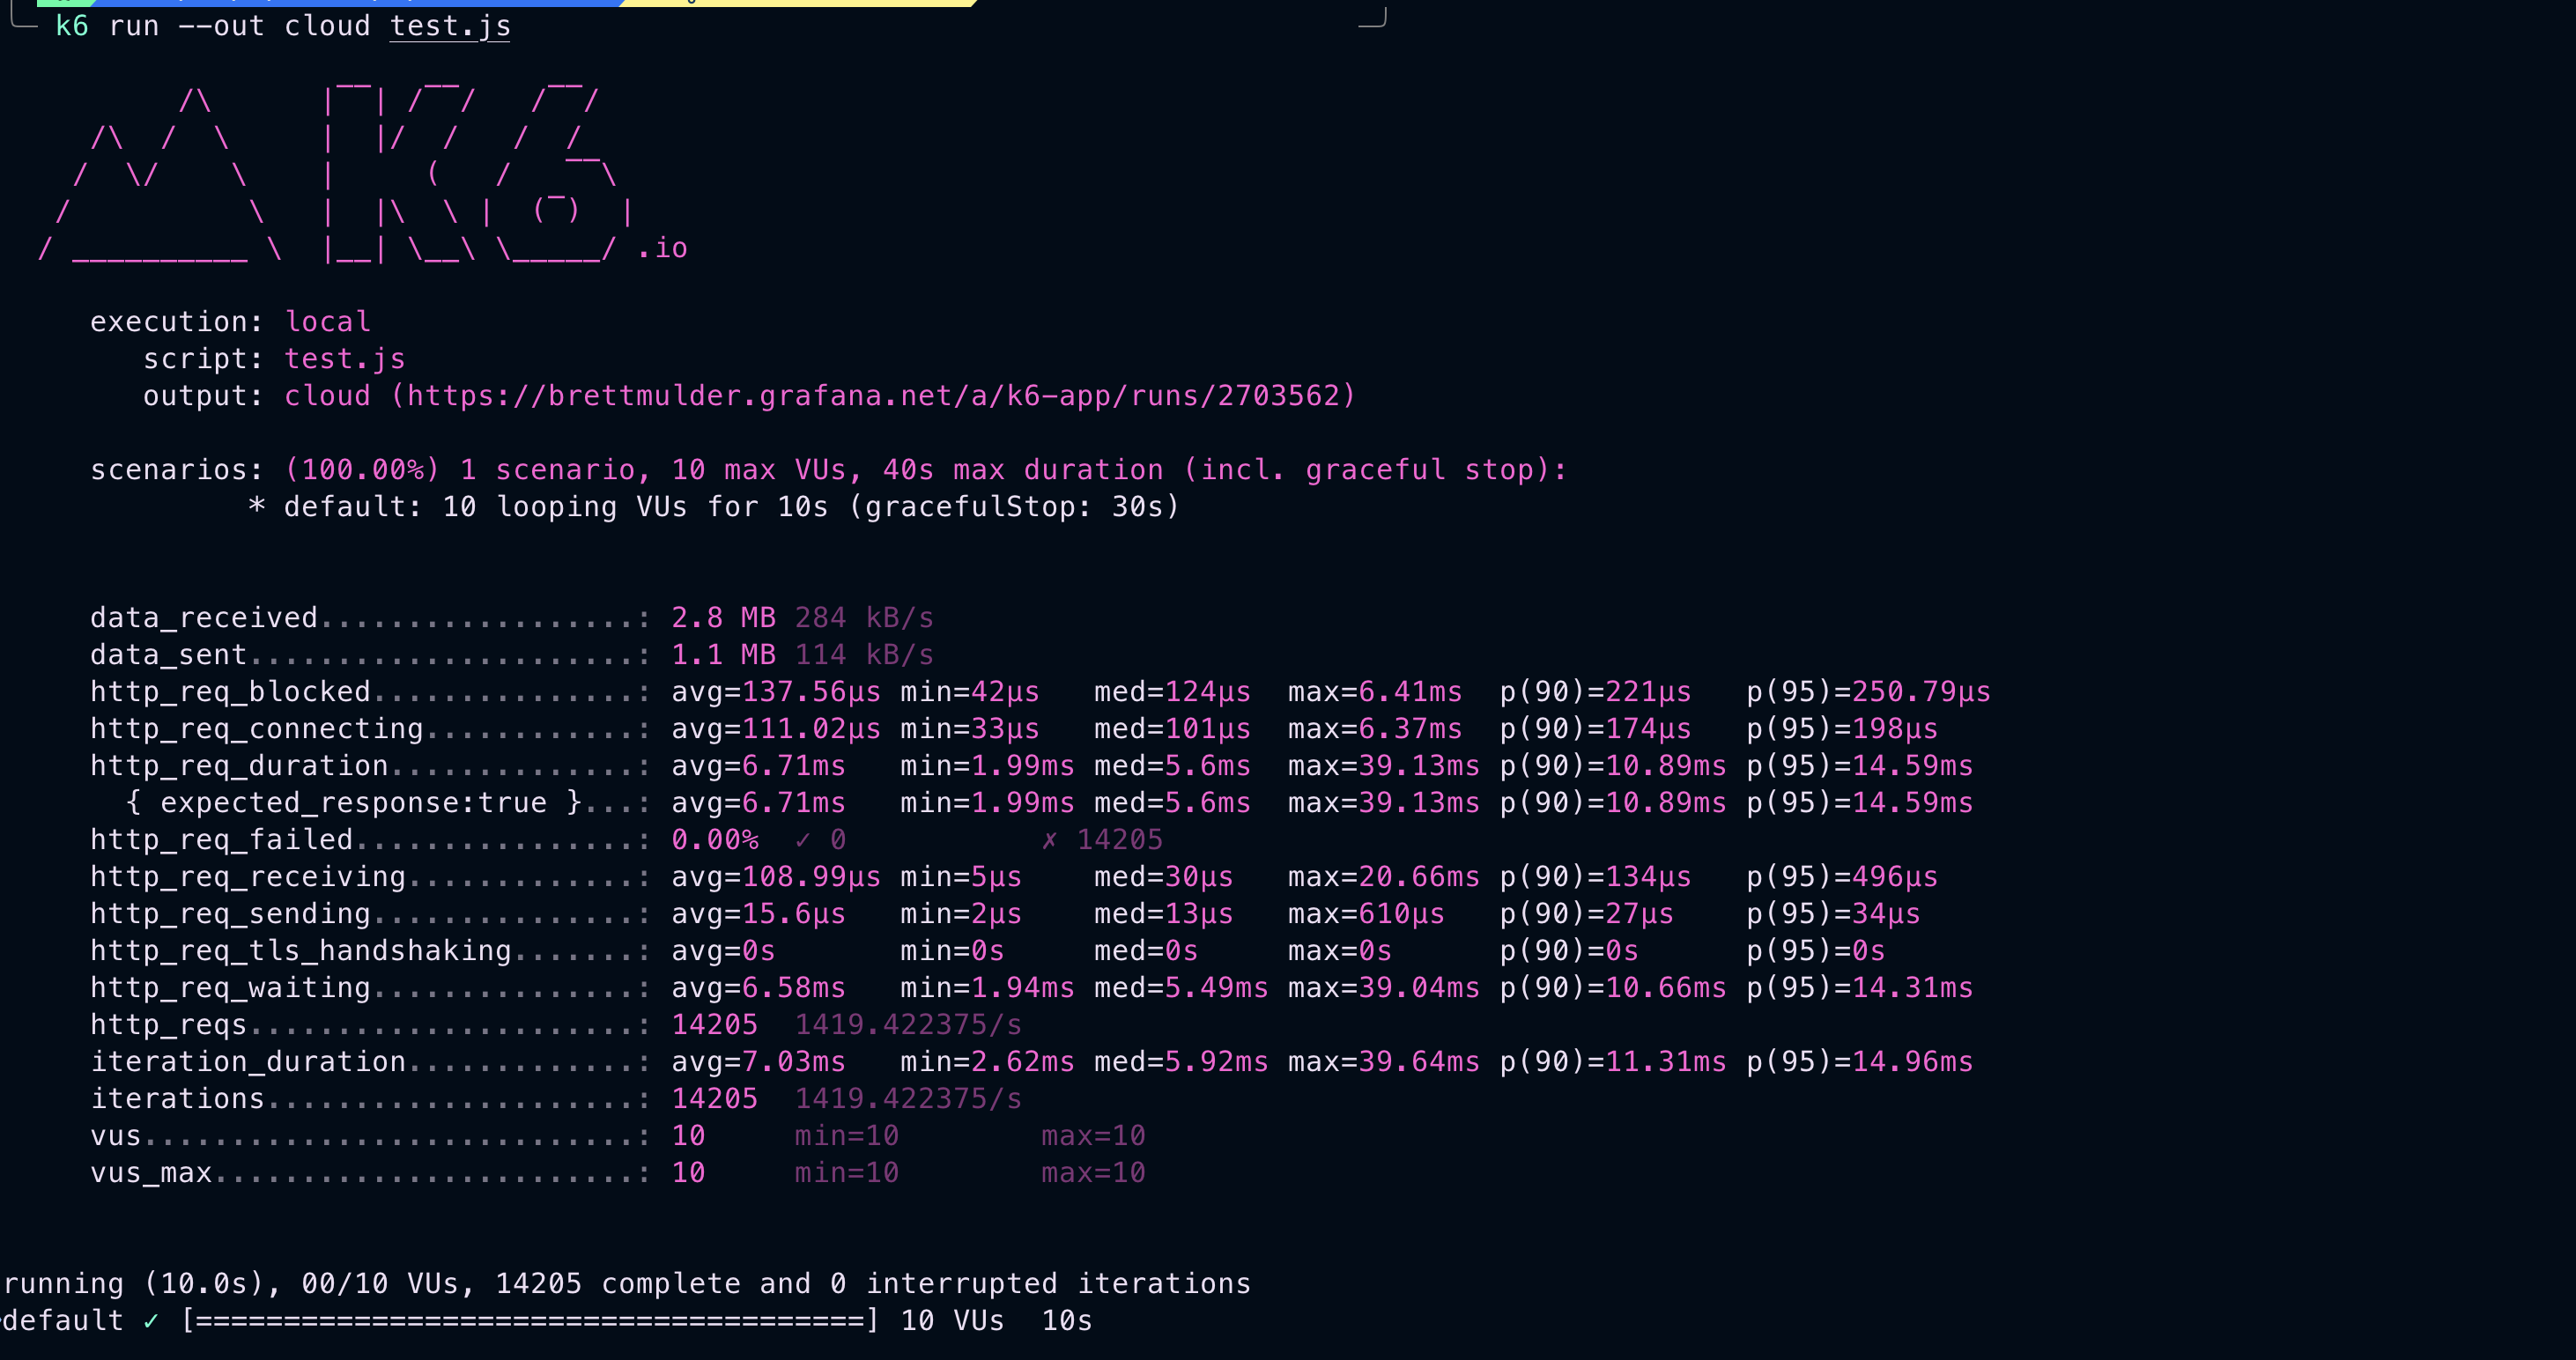 k6 run --out cloud test.js
          /\      |‾‾| /‾‾/   /‾‾/
     /\  /  \     |  |/  /   /  /
    /  \/    \    |     (   /   ‾‾\
   /          \   |  |\  \ |  (‾)  |
  / __________ \  |__| \__\ \_____/ .io
execution: local
script: test.js
output: cloud (https://brettmulder.grafana.net/a/k6-app/runs/2703562)
scenarios: (100.00%) 1 scenario, 10 max VUs, 40s max duration (incl. graceful stop):
* default: 10 looping VUs for 10s (gracefulStop: 30s)
data_received..................: 2.8 MB 284 kB/s
data_sent......................: 1.1 MB 114 kB/s
http_req_blocked...............: avg=137.56µs min=42µs   med=124µs  max=6.41ms  p(90)=221µs   p(95)=250.79µs
http_req_connecting............: avg=111.02µs min=33µs   med=101µs  max=6.37ms  p(90)=174µs   p(95)=198µs
http_req_duration..............: avg=6.71ms   min=1.99ms med=5.6ms  max=39.13ms p(90)=10.89ms p(95)=14.59ms
{ expected_response:true }...: avg=6.71ms   min=1.99ms med=5.6ms  max=39.13ms p(90)=10.89ms p(95)=14.59ms
http_req_failed................: 0.00%  ✓ 0           ✗ 14205
http_req_receiving.............: avg=108.99µs min=5µs    med=30µs   max=20.66ms p(90)=134µs   p(95)=496µs
http_req_sending...............: avg=15.6µs   min=2µs    med=13µs   max=610µs   p(90)=27µs    p(95)=34µs
http_req_tls_handshaking.......: avg=0s       min=0s     med=0s     max=0s      p(90)=0s      p(95)=0s
http_req_waiting...............: avg=6.58ms   min=1.94ms med=5.49ms max=39.04ms p(90)=10.66ms p(95)=14.31ms
http_reqs......................: 14205  1419.422375/s
iteration_duration.............: avg=7.03ms   min=2.62ms med=5.92ms max=39.64ms p(90)=11.31ms p(95)=14.96ms
iterations.....................: 14205  1419.422375/s
vus............................: 10     min=10        max=10
vus_max........................: 10     min=10        max=10
running (10.0s), 00/10 VUs, 14205 complete and 0 interrupted iterations
default ✓ [======================================] 10 VUs  10s